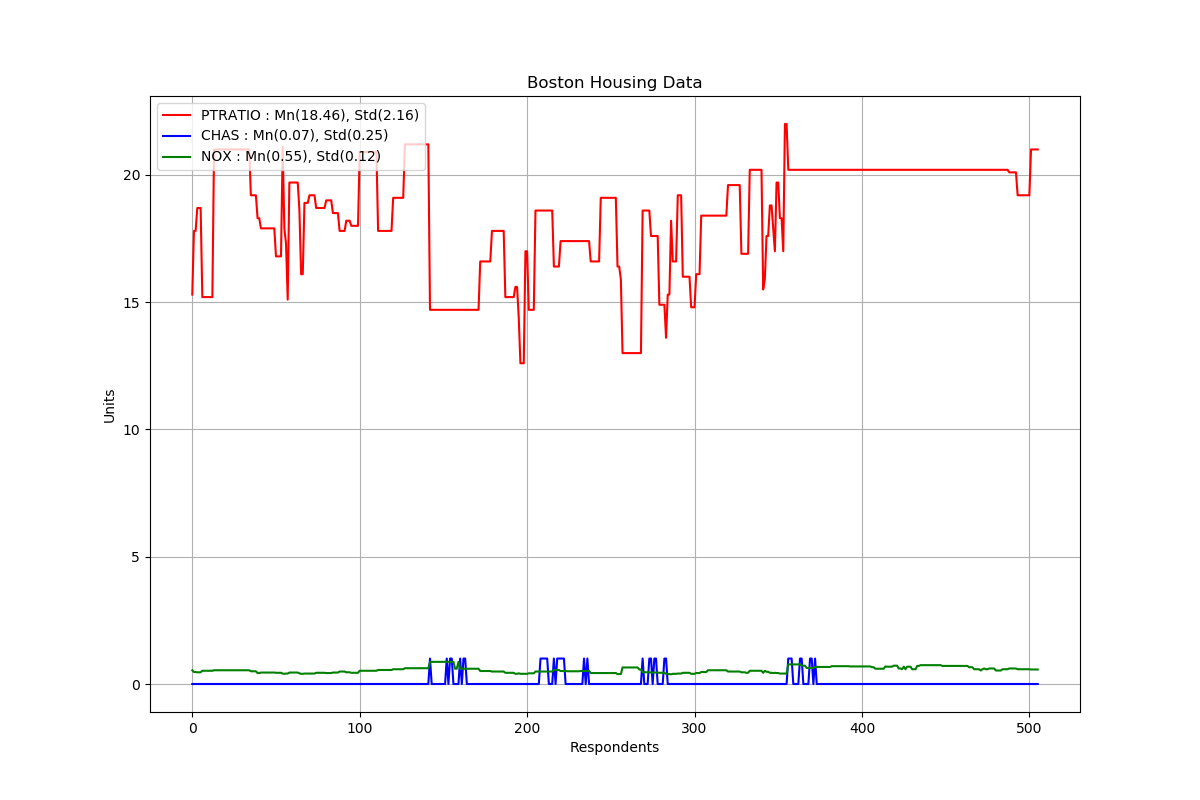 Boston Housing Data
PTRATIO : Mn(18.46), Std(2.16)
CHAS : Mn(0.07), Std(0.25)
NOX : Mn(0.55), Std(0.12)
20
15
10
5
0
Units
0 100 200 300 400 500
Respondents